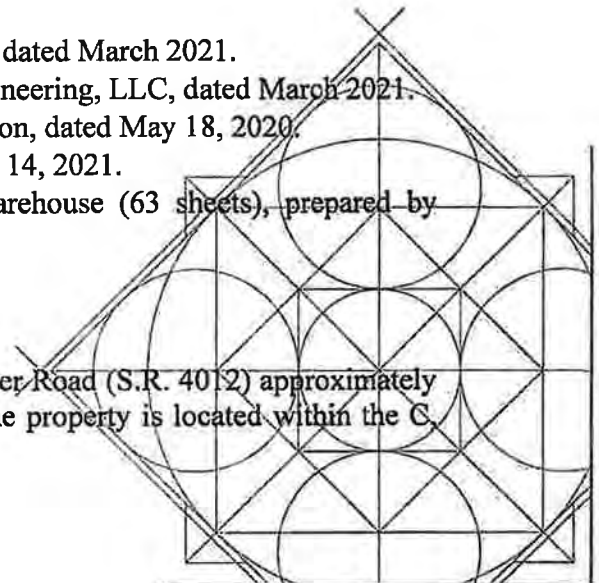 dated March 2021.
neering, LLC, dated March 2021.
on, dated May 18, 2020.
14, 2021.
arehouse (63 sheets), prepared by
er Road (S.R. 4012) approximately
e property is located within the C,